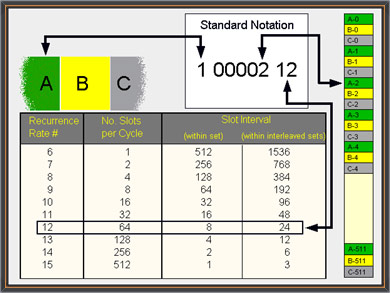 Standard Notation
1 00002 12
A B C
Recurrence Rate #
No. Slots per Cycle
Slot Interval
(within set) (within interleaved sets)
6 1 512 1536
7 2 256 768
8 4 128 384
9 8 64 192
10 16 32 96
11 32 16 48
12 64 8 24
13 128 4 12
14 256 2 6
15 512 1 3
A-0
B-0
C-0
A-1
B-1
C-1
A-2
B-2
C-2
A-3
B-3
C-3
A-4
B-4
C-4
A-511
B-511
C-511